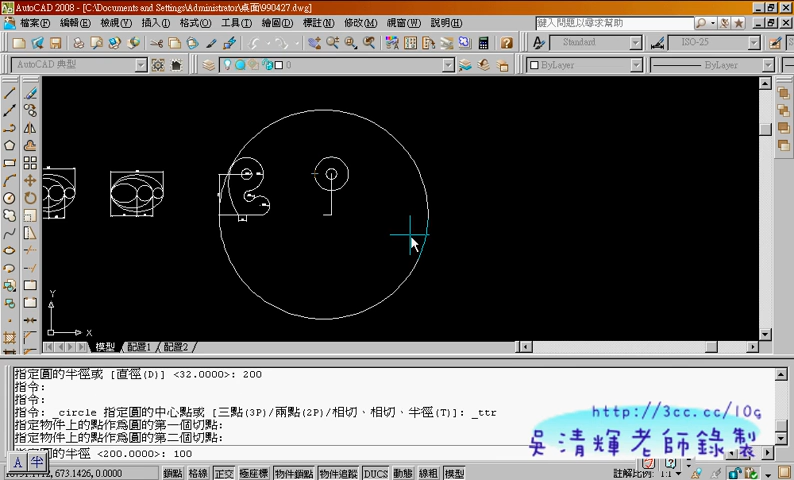 AutoCAD 2008 - [C:\Documents and Settings\Administrator\桌面\990427.dwg]
檔案(F) 編輯(E) 檢視(V) 插入(I) 格式(O) 工具(T) 繪圖(D) 標註(N) 修改(M) 視窗(W) 說明(H)
鍵入問題以尋求幫助
Standard ISO-25
AutoCAD 典型 0 ByLayer ByLayer
Y
X
模型 配置1 配置2
指定圓的半徑或 [直徑(D)] <32.0000>: 200
指令:
指令:
指令: _circle 指定圓的中心點或 [三點(3P)/兩點(2P)/相切、相切、半徑(T)]: _ttr
指定物件上的點作為圓的第一個切點:
指定物件上的點作為圓的第二個切點:
指定圓的半徑 <200.0000>: 100
http://3cc.cc/10g
吳清輝老師錄製
A 半
673.1426, 0.0000 鎖點 格線 正交 極座標 物件鎖點 物件追蹤 DUCS 動態 線粗 模型 註解比例: 1:1